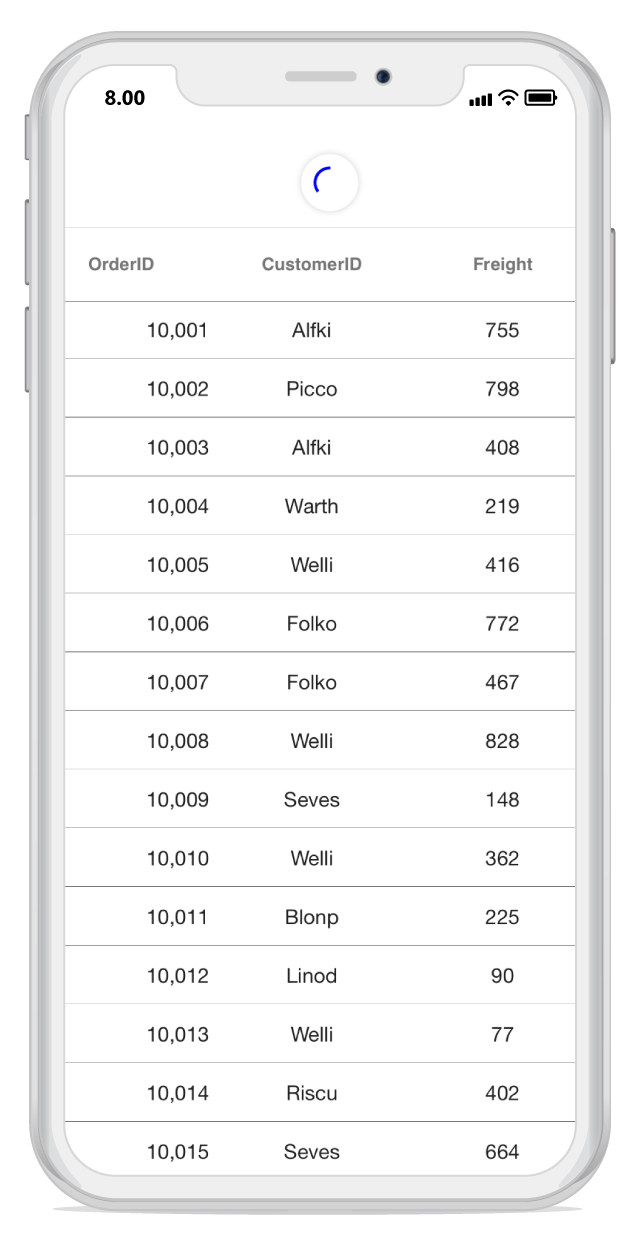 8.00
OrderID CustomerID Freight
10,001 Alfki 755
10,002 Picco 798
10,003 Alfki 408
10,004 Warth 219
10,005 Welli 416
10,006 Folko 772
10,007 Folko 467
10,008 Welli 828
10,009 Seves 148
10,010 Welli 362
10,011 Blonp 225
10,012 Linod 90
10,013 Welli 77
10,014 Riscu 402
10,015 Seves 664